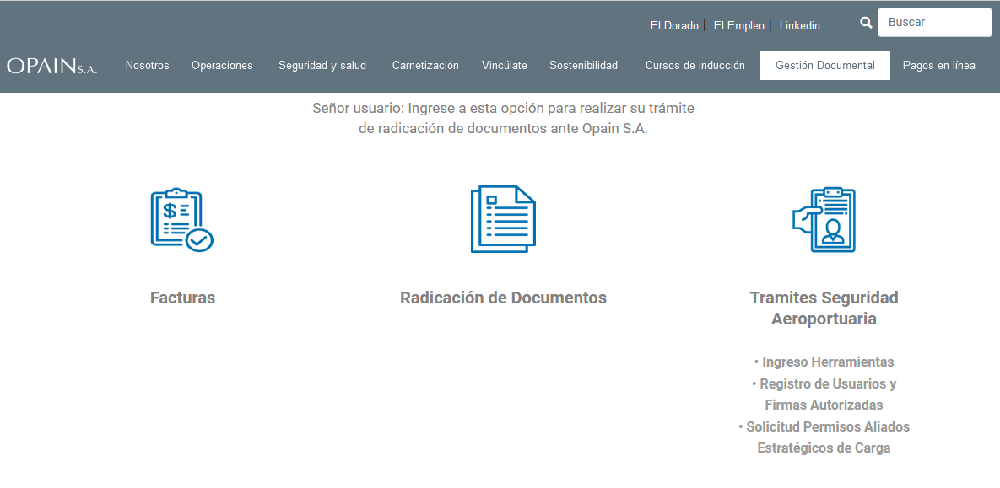 El Dorado | El Empleo | Linkedin
Buscar
OPAIN S.A.
Nosotros Operaciones Seguridad y salud Carnetización Vincúlate Sostenibilidad Cursos de inducción Gestión Documental Pagos en línea
Señor usuario: Ingrese a esta opción para realizar su trámite
de radicación de documentos ante Opain S.A.
$
Facturas
Radicación de Documentos
Tramites Seguridad
Aeroportuaria
• Ingreso Herramientas
• Registro de Usuarios y
Firmas Autorizadas
• Solicitud Permisos Aliados
Estratégicos de Carga